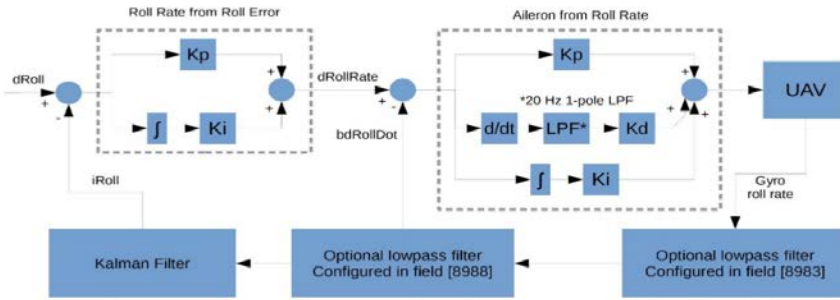 Roll Rate from Roll Error
Aileron from Roll Rate
Kp
Kp
dRoll
+
-
+
+
dRollRate
+
-
*20 Hz 1-pole LPF
+
+
+
UAV
∫
Ki
d/dt
LPF*
Kd
bdRollDot
∫
Ki
iRoll
Gyro
roll rate
Kalman Filter
Optional lowpass filter
Configured in field [8988]
Optional lowpass filter
Configured in field [8983]